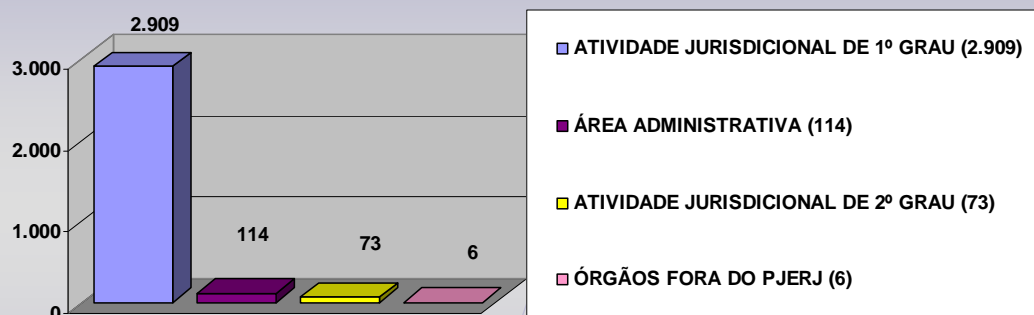 2.909
3.000
2.000
1.000
0
114
73
6
ATIVIDADE JURISDICIONAL DE 1º GRAU (2.909)
ÁREA ADMINISTRATIVA (114)
ATIVIDADE JURISDICIONAL DE 2º GRAU (73)
ÓRGÃOS FORA DO PJERJ (6)